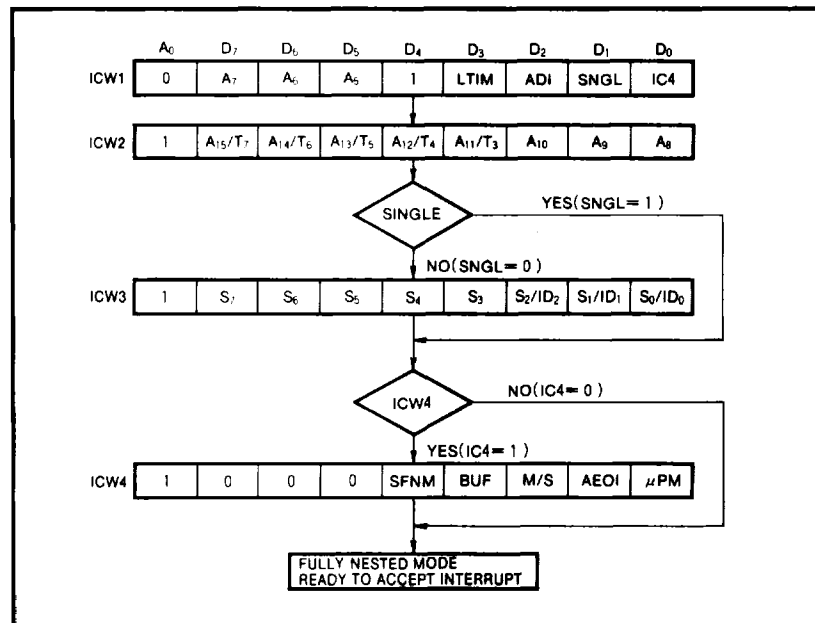 A₀ D₇ D₆ D₅ D₄ D₃ D₂ D₁ D₀
ICW1 0 A₇ A₆ A₅ 1 LTIM ADI SNGL IC4
ICW2 1 A₁₅/T₇ A₁₄/T₆ A₁₃/T₅ A₁₂/T₄ A₁₁/T₃ A₁₀ A₉ A₈
SINGLE
YES(SNGL=1)
NO(SNGL=0)
ICW3 1 S₇ S₆ S₅ S₄ S₃ S₂/ID₂ S₁/ID₁ S₀/ID₀
ICW4
NO(IC4=0)
YES(IC4=1)
ICW4 1 0 0 0 SFNM BUF M/S AEOI μPM
FULLY NESTED MODE
READY TO ACCEPT INTERRUPT